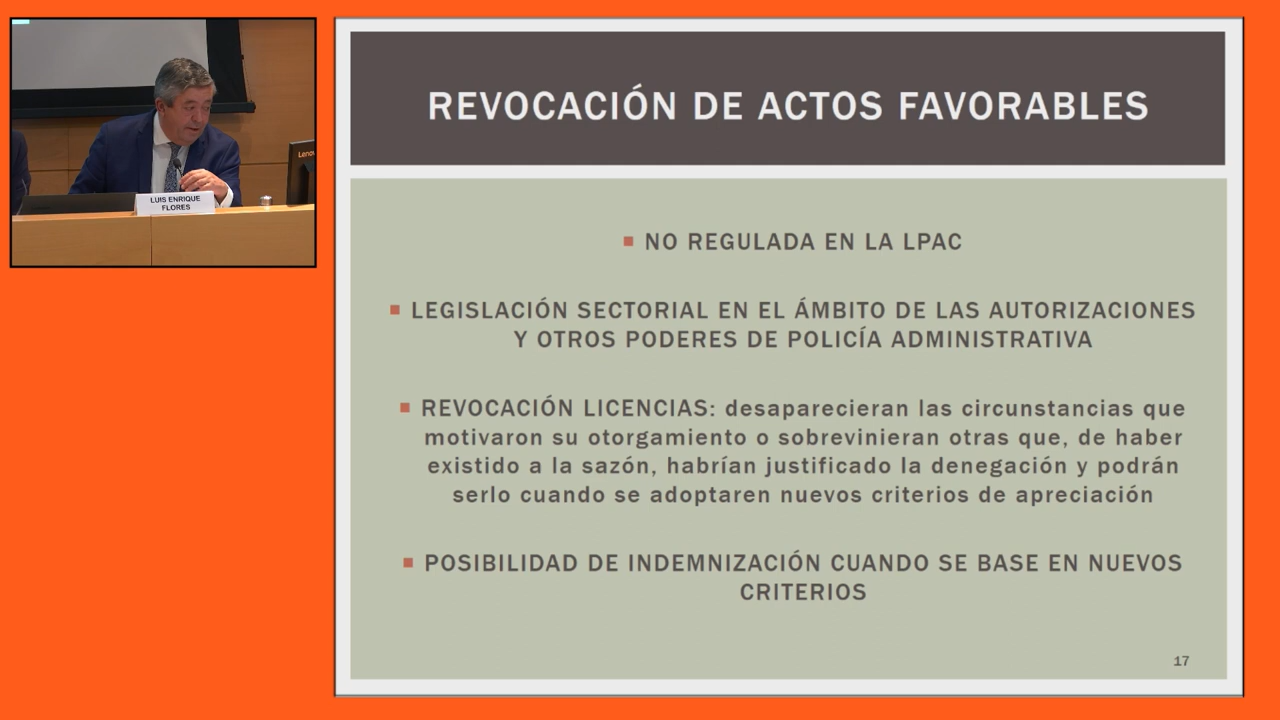 Lenovo
LUIS ENRIQUE
FLORES
REVOCACIÓN DE ACTOS FAVORABLES
▪ NO REGULADA EN LA LPAC
▪ LEGISLACIÓN SECTORIAL EN EL ÁMBITO DE LAS AUTORIZACIONES
Y OTROS PODERES DE POLICÍA ADMINISTRATIVA
▪ REVOCACIÓN LICENCIAS: desaparecieran las circunstancias que
motivaron su otorgamiento o sobrevinieran otras que, de haber
existido a la sazón, habrían justificado la denegación y podrán
serlo cuando se adoptaren nuevos criterios de apreciación
▪ POSIBILIDAD DE INDEMNIZACIÓN CUANDO SE BASE EN NUEVOS
CRITERIOS
17